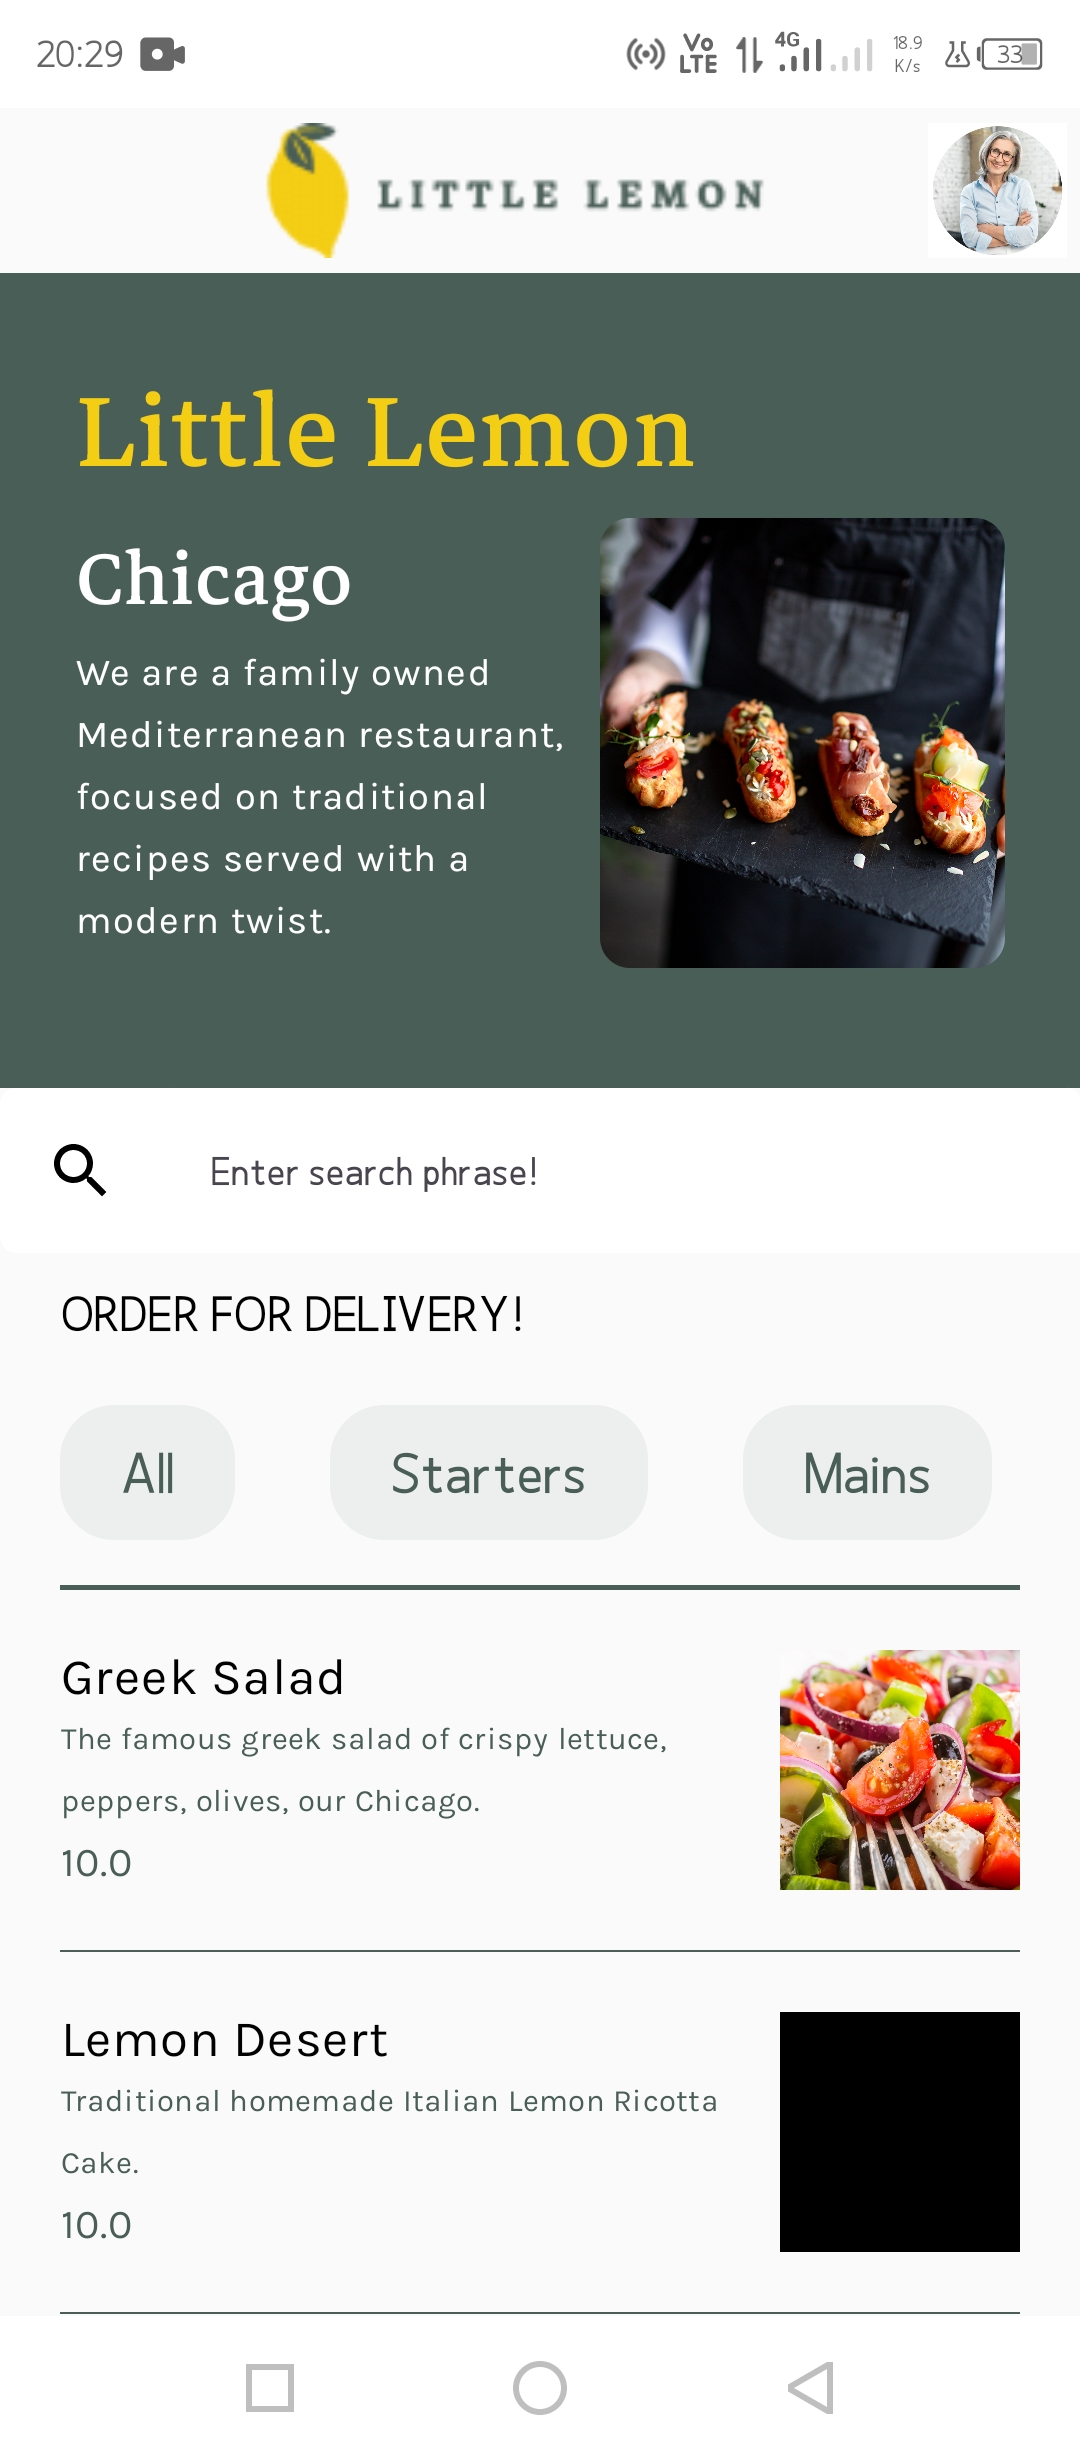 20:29
Vo
LTE
4G
18.9
K/s
33
LITTLE LEMON
Little Lemon
Chicago
We are a family owned
Mediterranean restaurant,
focused on traditional
recipes served with a
modern twist.
Enter search phrase!
ORDER FOR DELIVERY!
All
Starters
Mains
Greek Salad
The famous greek salad of crispy lettuce,
peppers, olives, our Chicago.
10.0
Lemon Desert
Traditional homemade Italian Lemon Ricotta
Cake.
10.0